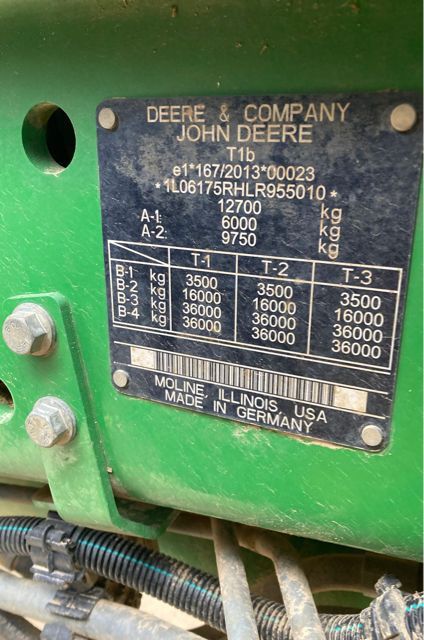 DEERE & COMPANY
JOHN DEERE
T1b
e1*167/2013*00023
*1L06175RHLR955010*
12700 kg
A-1: 6000 kg
A-2: 9750 kg
T-1 T-2 T-3
B-1 kg 3500 3500 3500
B-2 kg 16000 16000 16000
B-3 kg 36000 36000 36000
B-4 kg 36000 36000 36000
MOLINE, ILLINOIS, USA
MADE IN GERMANY